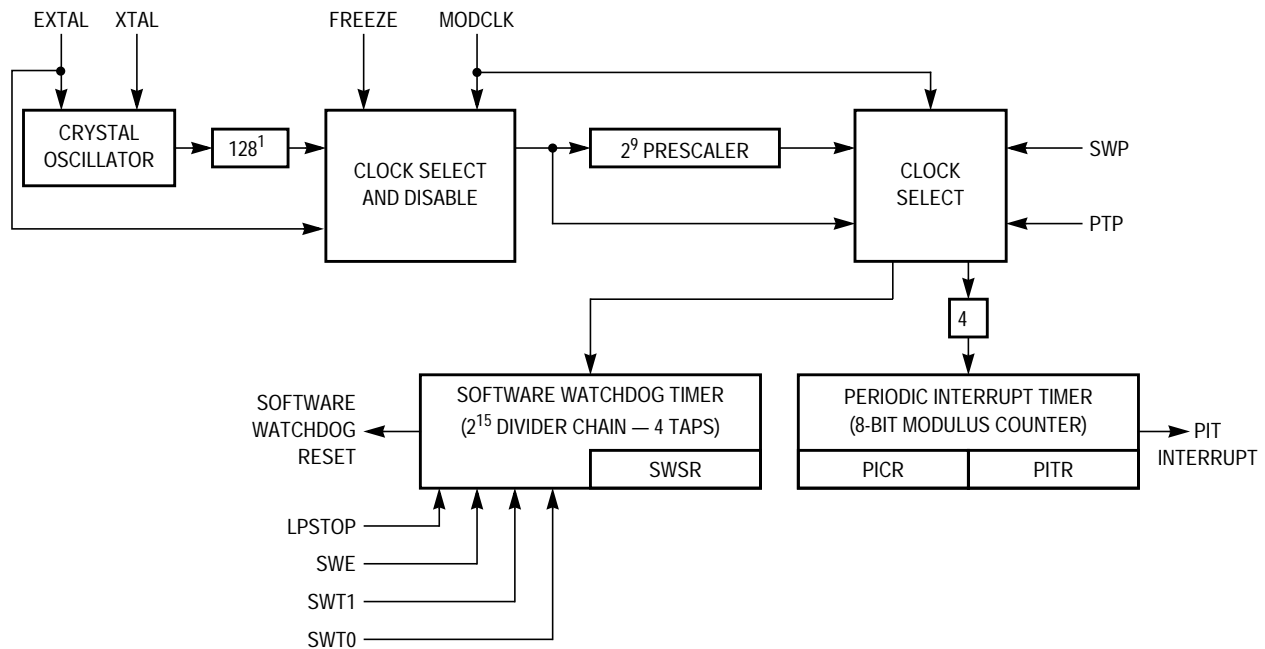 EXTAL
XTAL
FREEZE
MODCLK
CRYSTAL
OSCILLATOR
128¹
CLOCK SELECT
AND DISABLE
2⁹ PRESCALER
CLOCK
SELECT
SWP
PTP
4
SOFTWARE
WATCHDOG
RESET
SOFTWARE WATCHDOG TIMER
(2¹⁵ DIVIDER CHAIN — 4 TAPS)
SWSR
PERIODIC INTERRUPT TIMER
(8-BIT MODULUS COUNTER)
PICR
PITR
PIT
INTERRUPT
LPSTOP
SWE
SWT1
SWT0